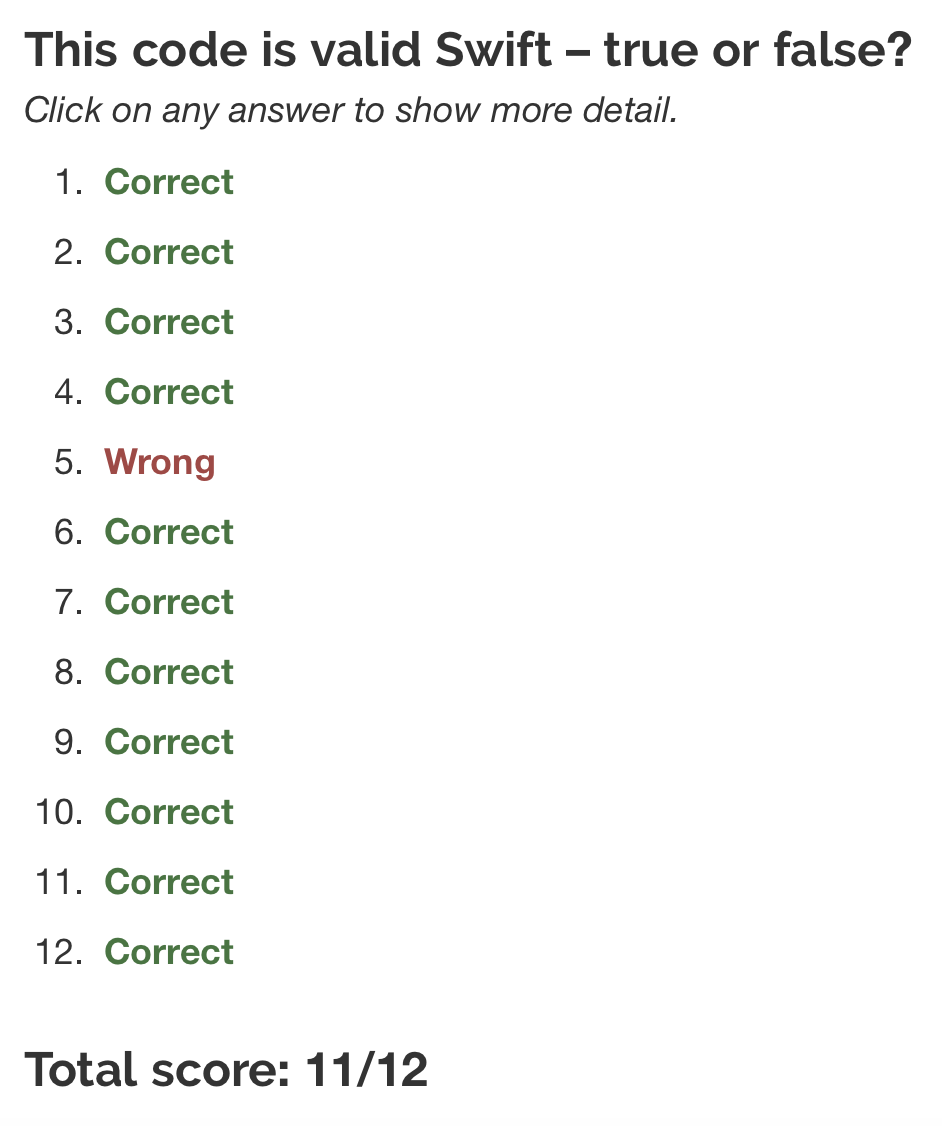 This code is valid Swift – true or false?
Click on any answer to show more detail.
1. Correct
2. Correct
3. Correct
4. Correct
5. Wrong
6. Correct
7. Correct
8. Correct
9. Correct
10. Correct
11. Correct
12. Correct
Total score: 11/12